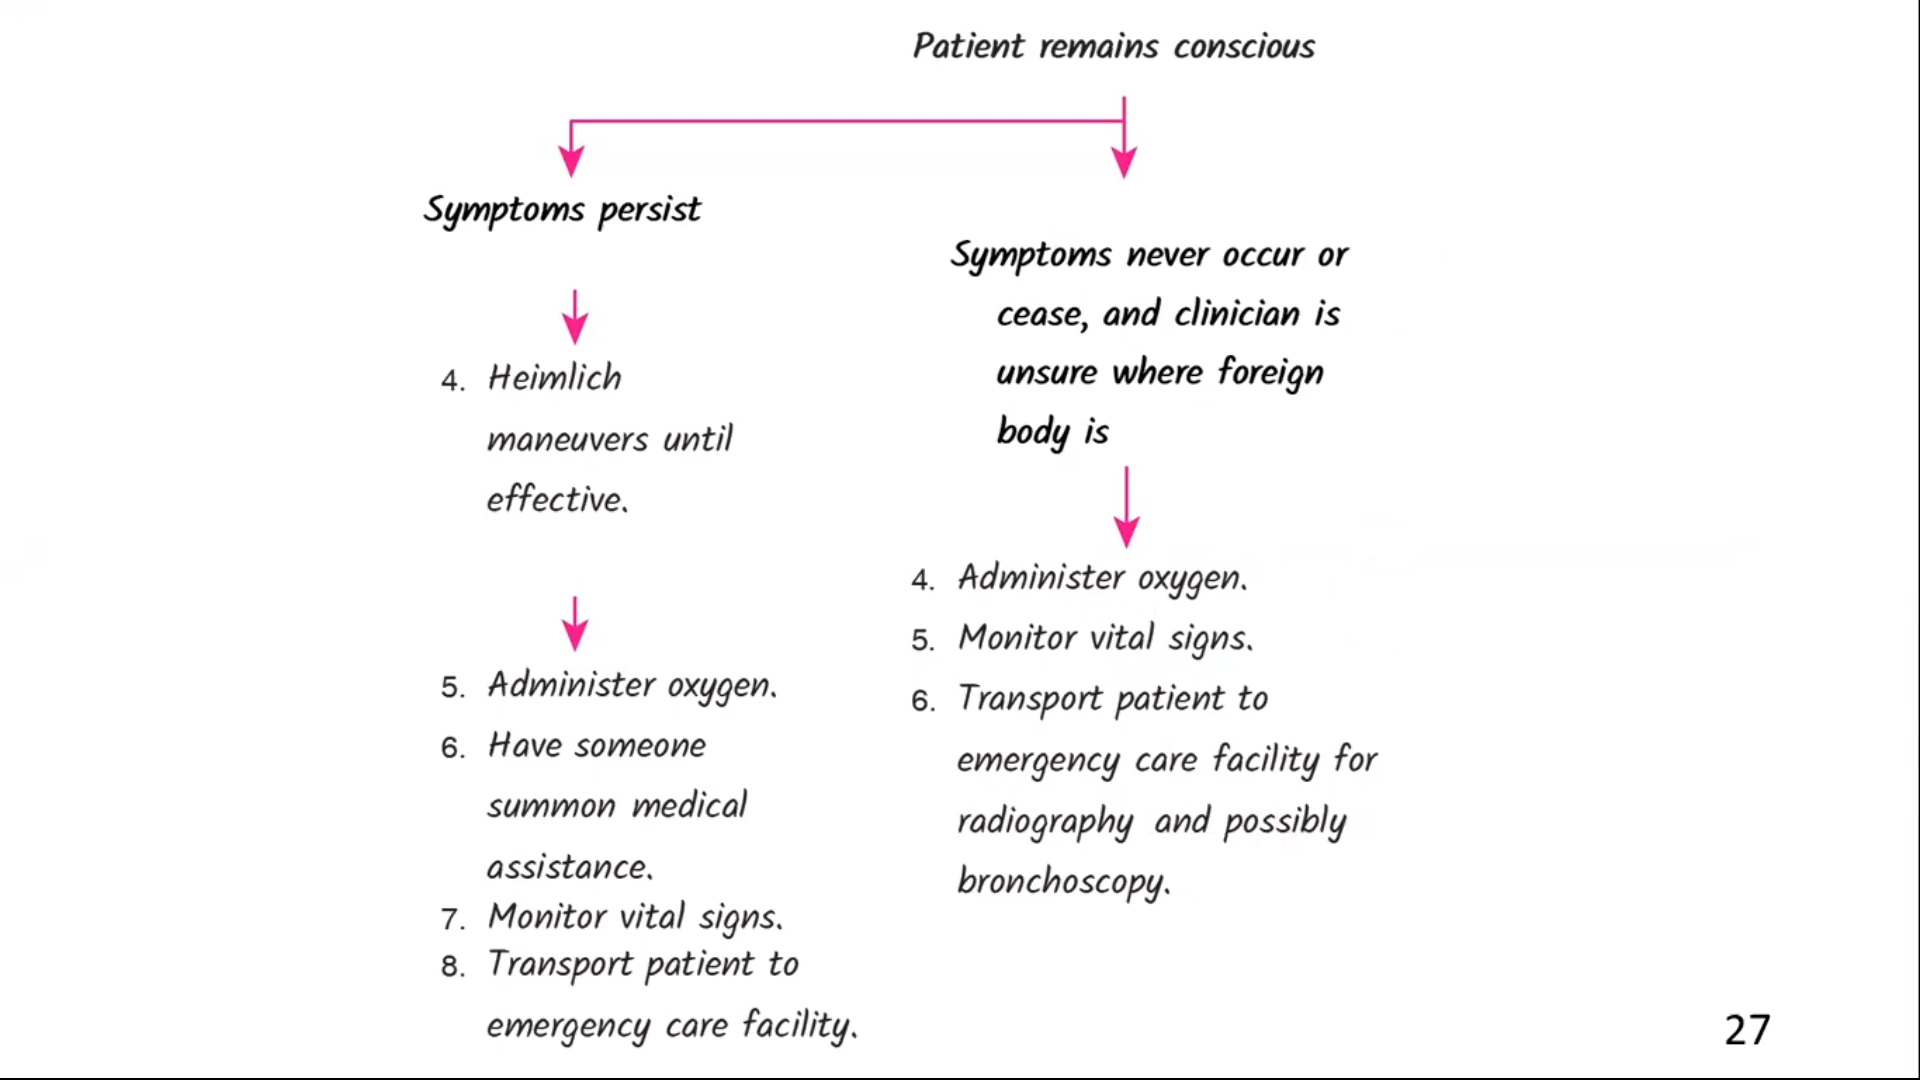 Patient remains conscious
Symptoms persist
4. Heimlich
maneuvers until
effective.
5. Administer oxygen.
6. Have someone
summon medical
assistance.
7. Monitor vital signs.
8. Transport patient to
emergency care facility.
Symptoms never occur or
cease, and clinician is
unsure where foreign
body is
4. Administer oxygen.
5. Monitor vital signs.
6. Transport patient to
emergency care facility for
radiography and possibly
bronchoscopy.
27